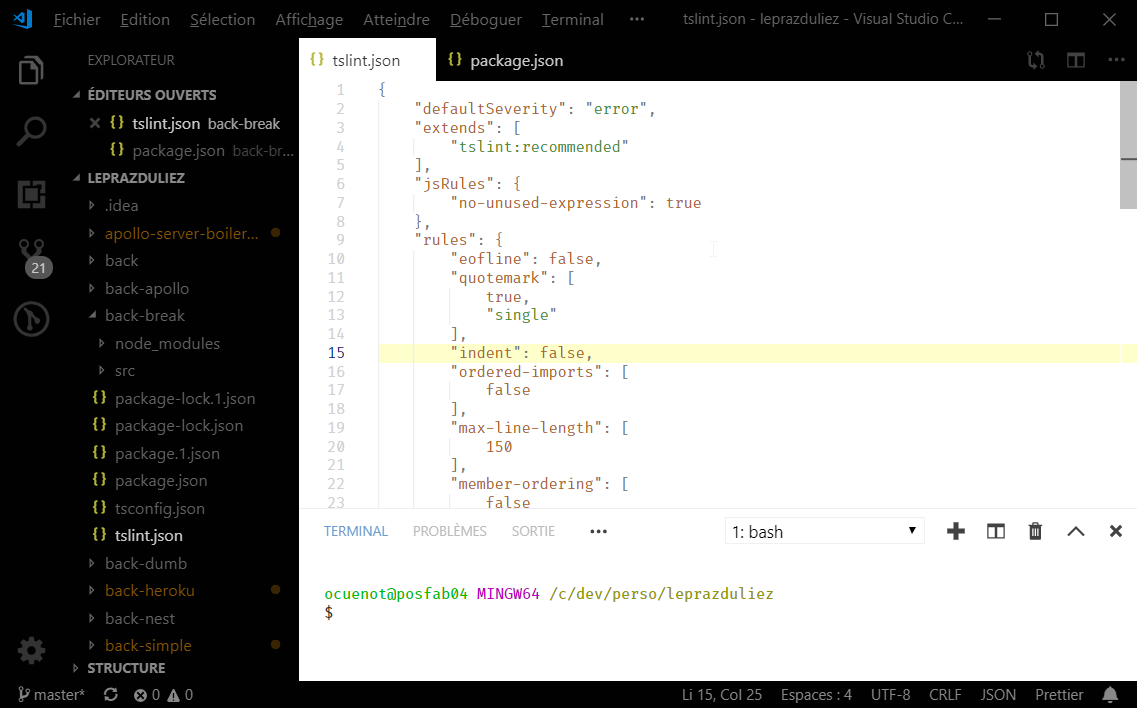 Fichier Edition Sélection Affichage Atteindre Déboguer Terminal ··· tslint.json - leprazduliez - Visual Studio C...
EXPLORATEUR
ÉDITEURS OUVERTS
tslint.json back-break
package.json back-br...
LEPRAZDULIEZ
.idea
apollo-server-boiler...
back
back-apollo
back-break
node_modules
src
{} package-lock.1.json
{} package-lock.json
{} package.1.json
{} package.json
{} tsconfig.json
{} tslint.json
back-dumb
back-heroku
back-nest
back-simple
STRUCTURE
21
{} tslint.json {} package.json
1 {
2 "defaultSeverity": "error",
3 "extends": [
4 "tslint:recommended"
5 ],
6 "jsRules": {
7 "no-unused-expression": true
8 },
9 "rules": {
10 "eofline": false,
11 "quotemark": [
12 true,
13 "single"
14 ],
15 "indent": false,
16 "ordered-imports": [
17 false
18 ],
19 "max-line-length": [
20 150
21 ],
22 "member-ordering": [
23 false
TERMINAL PROBLÈMES SORTIE ··· 1: bash
ocuenot@posfab04 MINGW64 /c/dev/perso/leprazduliez
$
master* 0 0 Li 15, Col 25 Espaces : 4 UTF-8 CRLF JSON Prettier